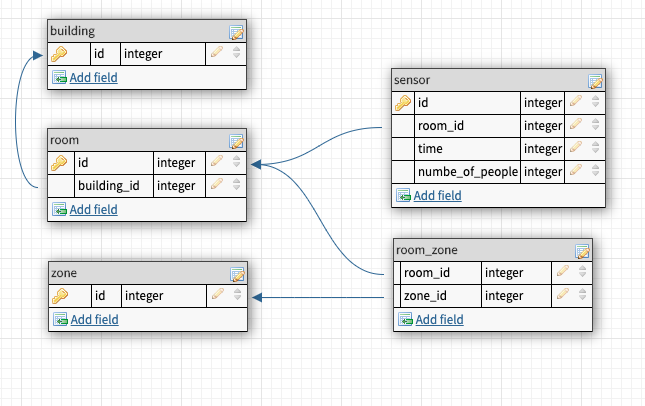 building
id integer
Add field
room
id integer
building_id integer
Add field
zone
id integer
Add field
sensor
id integer
room_id integer
time integer
numbe_of_people integer
Add field
room_zone
room_id integer
zone_id integer
Add field